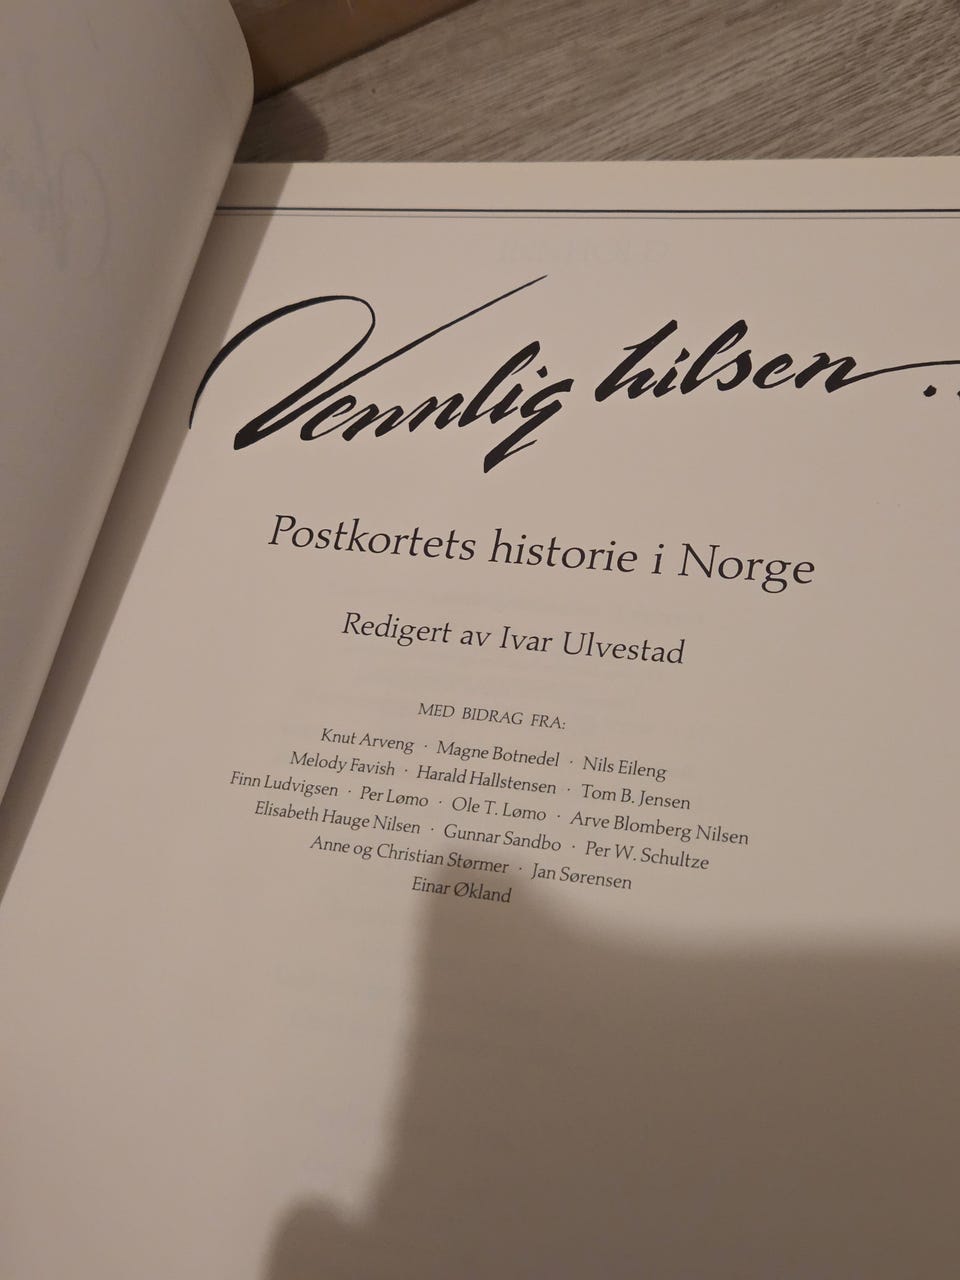 Vennlig hilsen ..
Postkortets historie i Norge
Redigert av Ivar Ulvestad
MED BIDRAG FRA:
Knut Arveng · Magne Botnedel · Nils Eileng
Melody Favish · Harald Hallstensen · Tom B. Jensen
Finn Ludvigsen · Per Lømo · Ole T. Lømo · Arve Blomberg Nilsen
Elisabeth Hauge Nilsen · Gunnar Sandbo · Per W. Schultze
Anne og Christian Størmer · Jan Sørensen
Einar Økland